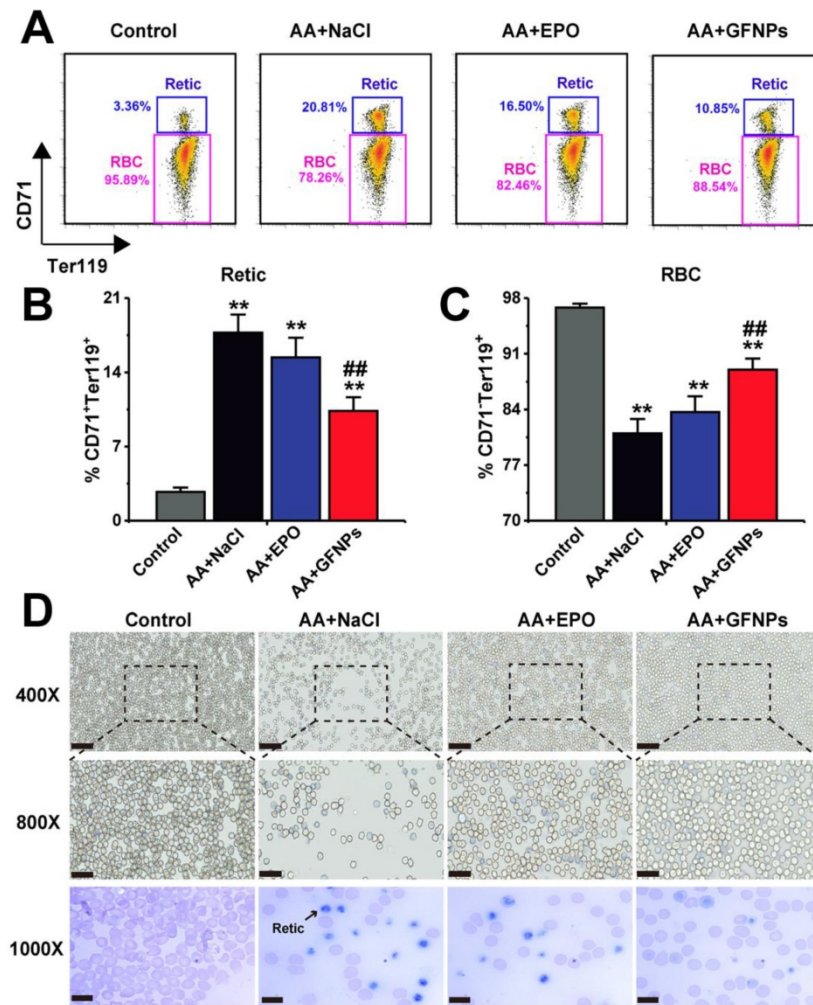 A
Control
AA+NaCl
AA+EPO
AA+GFNPs
Retic
3.36%
RBC
95.89%
Retic
20.81%
RBC
78.26%
Retic
16.50%
RBC
82.46%
Retic
10.85%
RBC
88.54%
CD71
Ter119
B
Retic
% CD71+Ter119+
21
14
7
0
**
**
##
**
Control
AA+NaCl
AA+EPO
AA+GFNPs
C
RBC
% CD71-Ter119+
98
91
84
77
70
**
**
##
**
Control
AA+NaCl
AA+EPO
AA+GFNPs
D
Control
AA+NaCl
AA+EPO
AA+GFNPs
400X
800X
1000X
Retic